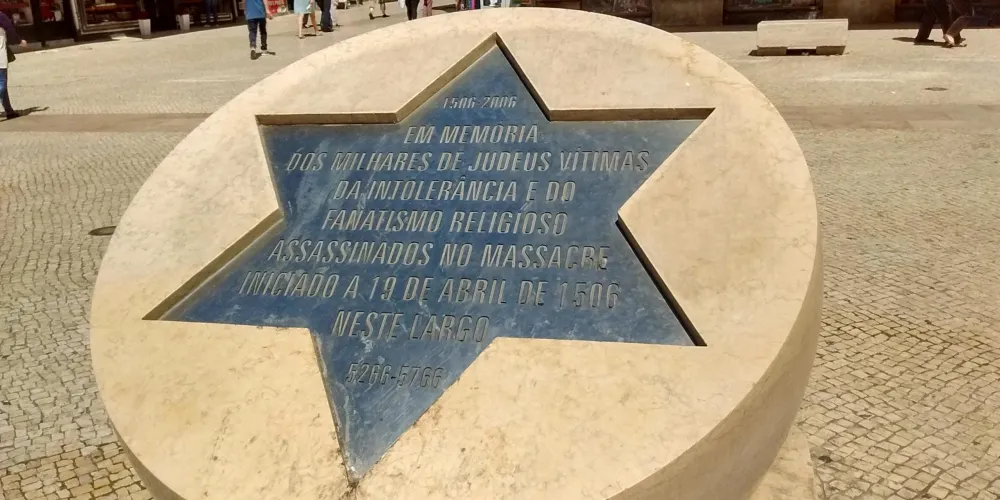 1506-2006
EM MEMÓRIA
DOS MILHARES DE JUDEUS VÍTIMAS
DA INTOLERÂNCIA E DO
FANATISMO RELIGIOSO
ASSASSINADOS NO MASSACRE
INICIADO A 19 DE ABRIL DE 1506
NESTE LARGO
5266-5766